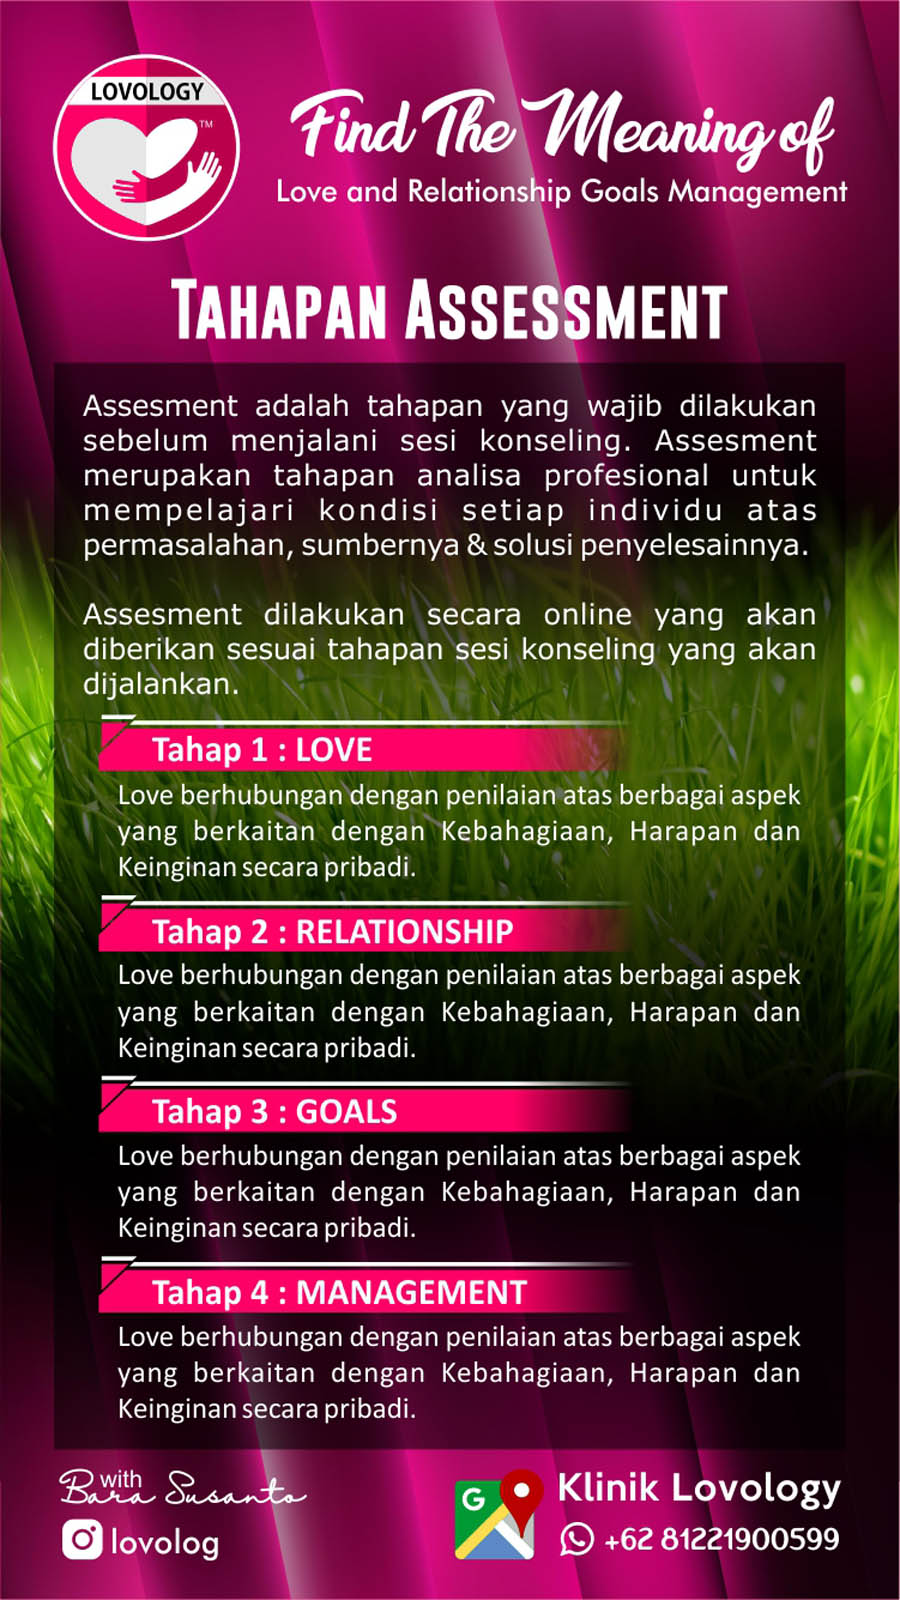 LOVOLOGY
TM
Find The Meaning of
Love and Relationship Goals Management
TAHAPAN ASSESSMENT
Assesment adalah tahapan yang wajib dilakukan
sebelum menjalani sesi konseling. Assesment
merupakan tahapan analisa profesional untuk
mempelajari kondisi setiap individu atas
permasalahan, sumbernya & solusi penyelesainnya.
Assesment dilakukan secara online yang akan
diberikan sesuai tahapan sesi konseling yang akan
dijalankan.
Tahap 1 : LOVE
Love berhubungan dengan penilaian atas berbagai aspek
yang berkaitan dengan Kebahagiaan, Harapan dan
Keinginan secara pribadi.
Tahap 2 : RELATIONSHIP
Love berhubungan dengan penilaian atas berbagai aspek
yang berkaitan dengan Kebahagiaan, Harapan dan
Keinginan secara pribadi.
Tahap 3 : GOALS
Love berhubungan dengan penilaian atas berbagai aspek
yang berkaitan dengan Kebahagiaan, Harapan dan
Keinginan secara pribadi.
Tahap 4 : MANAGEMENT
Love berhubungan dengan penilaian atas berbagai aspek
yang berkaitan dengan Kebahagiaan, Harapan dan
Keinginan secara pribadi.
with
Bara Susanto
lovolog
G
Klinik Lovology
+62 81221900599